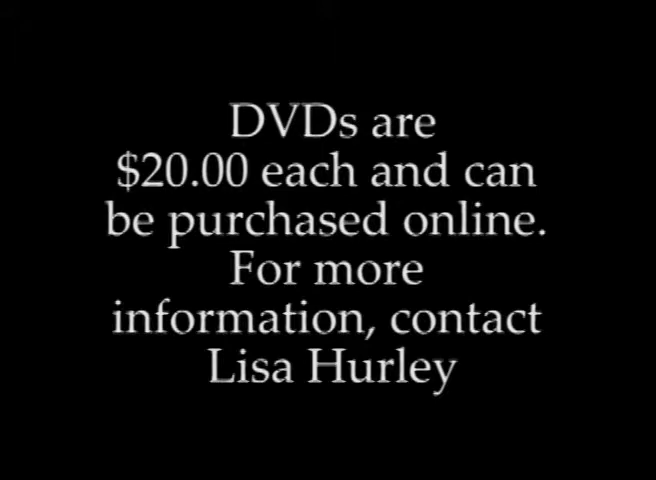 DVDs are
$20.00 each and can
be purchased online.
For more
information, contact
Lisa Hurley